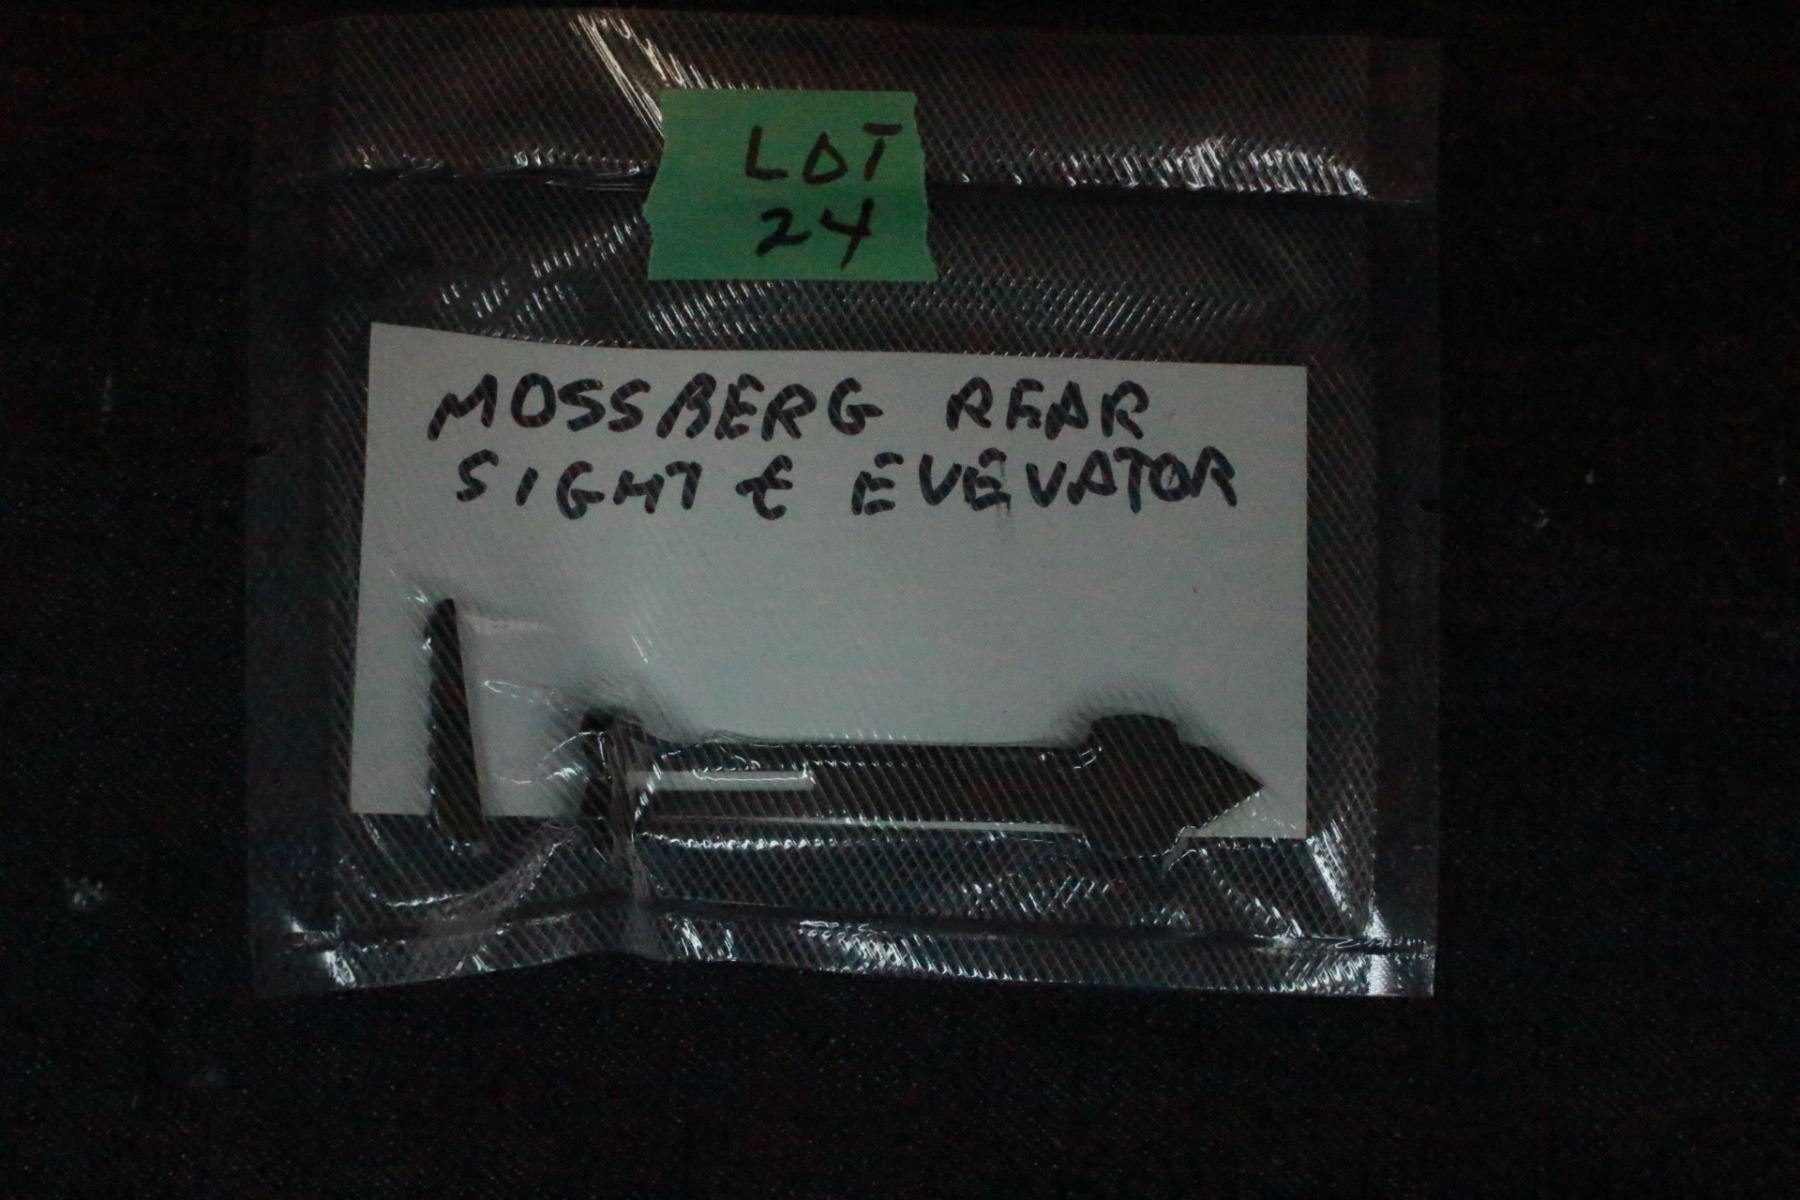 LOT
24
MOSSBERG REAR
SIGHT & EVEVATOR